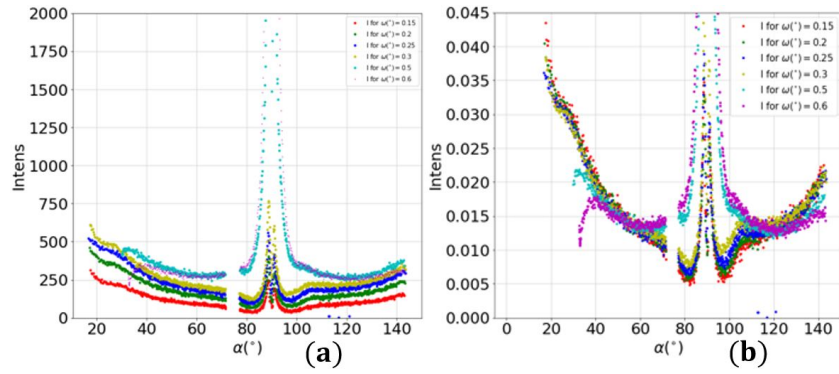 2000
1750
1500
1250
1000
750
500
250
0
Intens
20 40 60 80 100 120 140
α(°)
I for ω(°) = 0.15
I for ω(°) = 0.2
I for ω(°) = 0.25
I for ω(°) = 0.3
I for ω(°) = 0.5
I for ω(°) = 0.6
(a)
0.045
0.040
0.035
0.030
0.025
0.020
0.015
0.010
0.005
0.000
Intens
0 20 40 60 80 100 120 140
α(°)
I for ω(°) = 0.15
I for ω(°) = 0.2
I for ω(°) = 0.25
I for ω(°) = 0.3
I for ω(°) = 0.5
I for ω(°) = 0.6
(b)